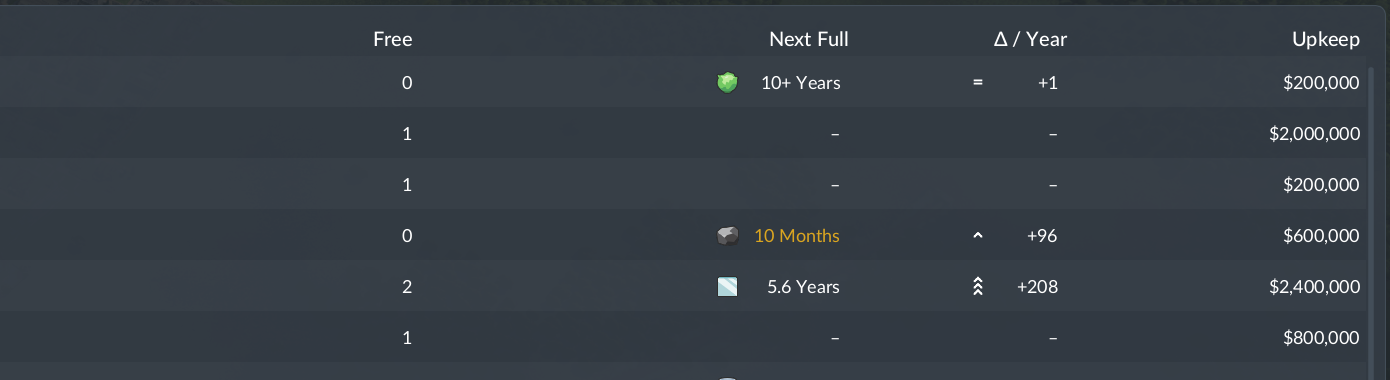 Free Next Full Δ / Year Upkeep
0 10+ Years = +1 $200,000
1 – – $2,000,000
1 – – $200,000
0 10 Months ^ +96 $600,000
2 5.6 Years +208 $2,400,000
1 – – $800,000